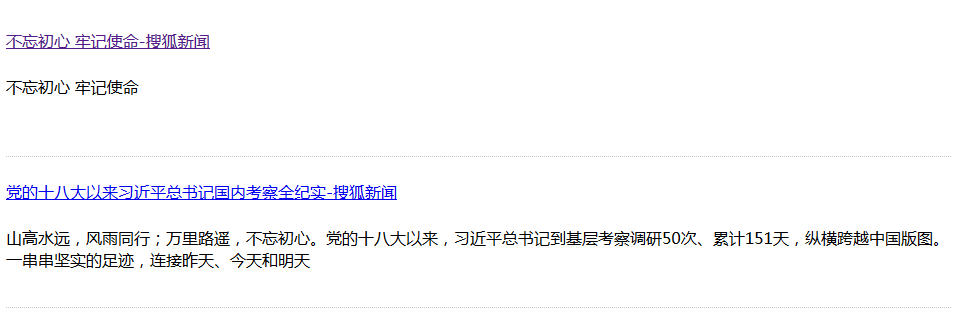 不忘初心 牢记使命-搜狐新闻
不忘初心 牢记使命
党的十八大以来习近平总书记国内考察全纪实-搜狐新闻
山高水远，风雨同行；万里路遥，不忘初心。党的十八大以来，习近平总书记到基层考察调研50次、累计151天，纵横跨越中国版图。
一串串坚实的足迹，连接昨天、今天和明天